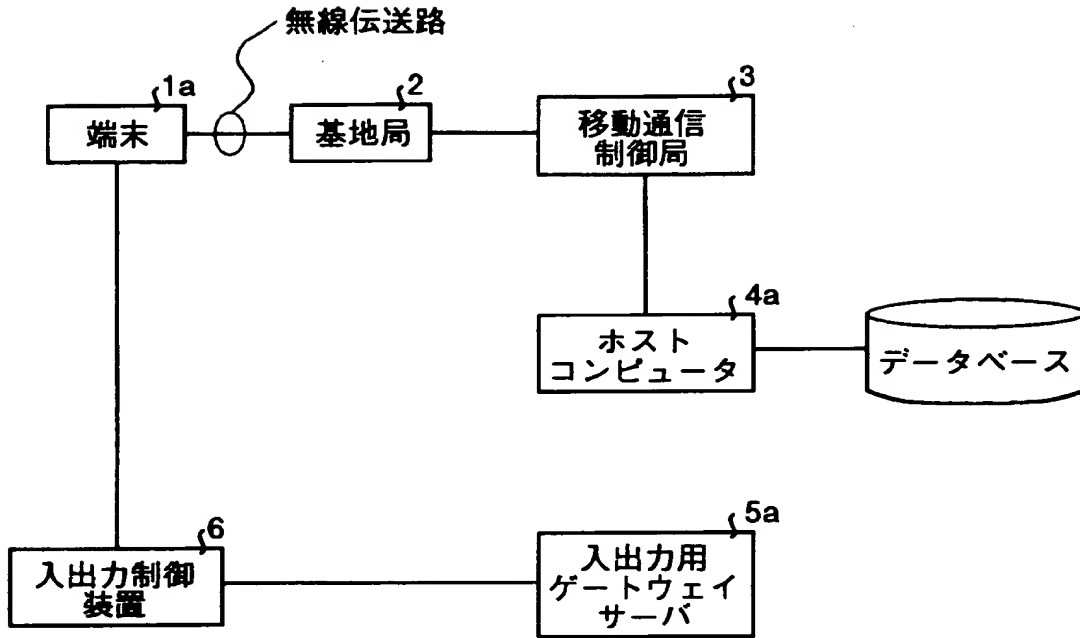 無線伝送路
1a
端末
2
基地局
3
移動通信
制御局
4a
ホスト
コンピュータ
データベース
6
入出力制御
装置
5a
入出力用
ゲートウェイ
サーバ